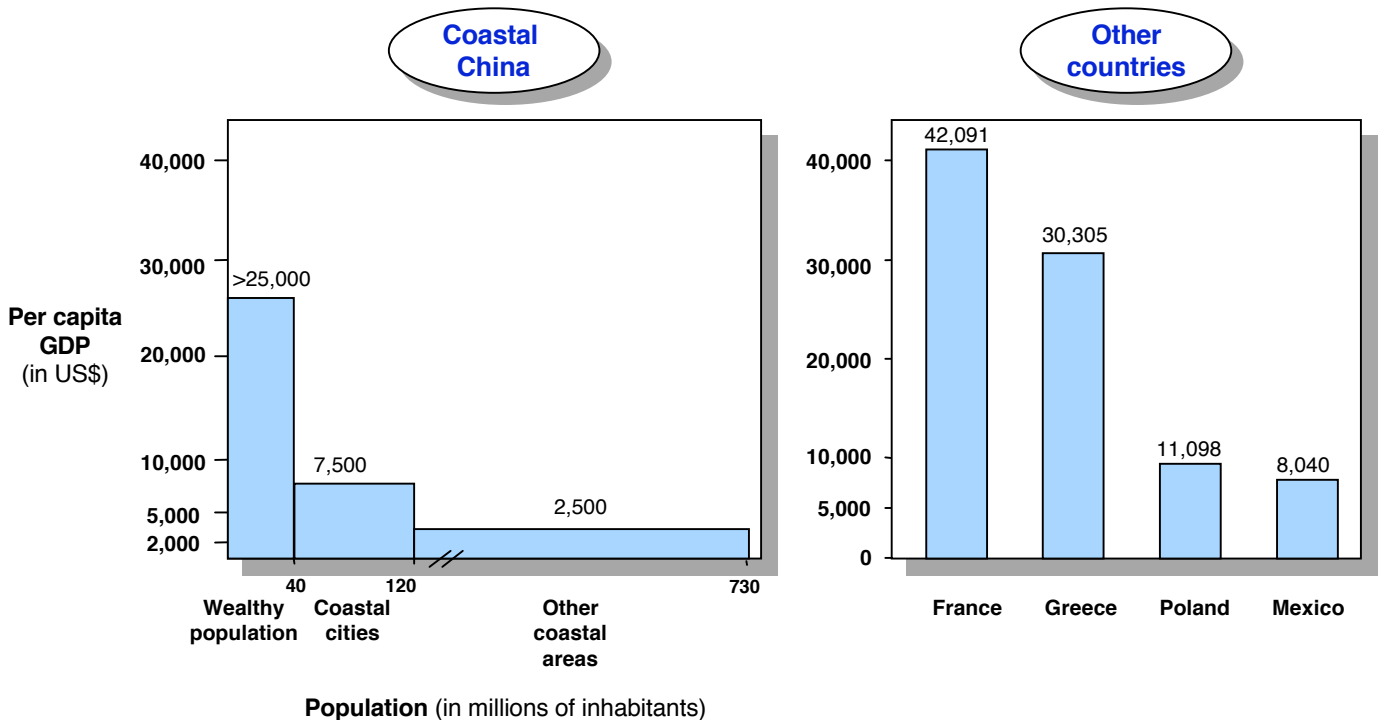 Coastal
China
Other
countries
Per capita
GDP
(in US$)
40,000
30,000
20,000
10,000
5,000
2,000
>25,000
7,500
2,500
40
120
730
Wealthy
population
Coastal
cities
Other
coastal
areas
Population (in millions of inhabitants)
40,000
30,000
20,000
10,000
5,000
0
42,091
30,305
11,098
8,040
France
Greece
Poland
Mexico